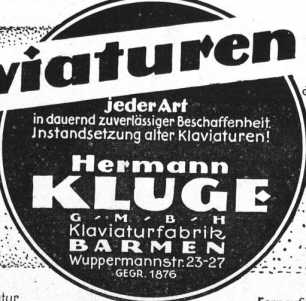 viaturen
jeder Art
in dauernd zuverlässiger Beschaffenheit
Instandsetzung alter Klaviaturen!
Hermann
KLUGE
G·M·B·H
Klaviaturfabrik
BARMEN
Wuppermannstr. 23-27
GEGR. 1876